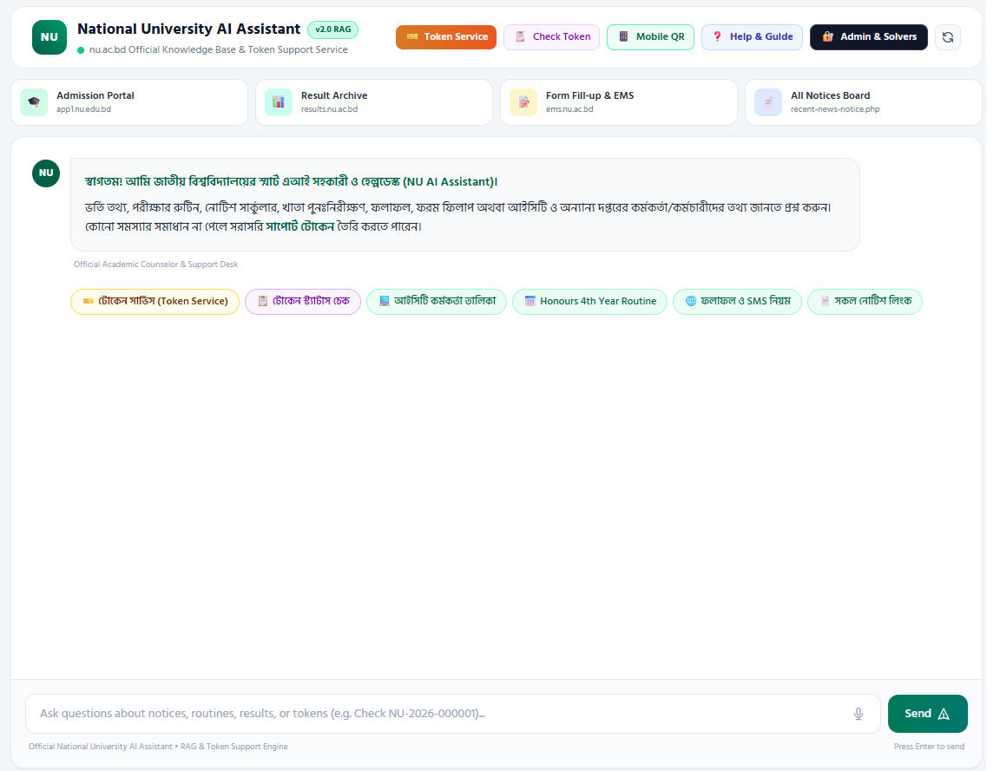 NU
National University AI Assistant
v2.0 RAG
nu.ac.bd Official Knowledge Base & Token Support Service
Token Service
Check Token
Mobile QR
Help & Guide
Admin & Solvers
Admission Portal
app1.nu.edu.bd
Result Archive
results.nu.ac.bd
Form Fill-up & EMS
ems.nu.ac.bd
All Notices Board
recent-news-notice.php
NU
স্বাগতম! আমি জাতীয় বিশ্ববিদ্যালয়ের স্মার্ট এআই সহকারী ও হেল্পডেস্ক (NU AI Assistant)।
ভর্তি তথ্য, পরীক্ষার রুটিন, নোটিশ সার্কুলার, খাতা পুনঃনিরীক্ষণ, ফলাফল, ফরম ফিলাপ অথবা আইসিটি ও অন্যান্য দপ্তরের কর্মকর্তা/কর্মচারীদের তথ্য জানতে প্রশ্ন করুন।
কোনো সমস্যার সমাধান না পেলে সরাসরি সাপোর্ট টোকেন তৈরি করতে পারেন।
Official Academic Counselor & Support Desk
টোকেন সার্ভিস (Token Service)
টোকেন স্ট্যাটাস চেক
আইসিটি কর্মকর্তা তালিকা
Honours 4th Year Routine
ফলাফল ও SMS নিয়ম
সকল নোটিশ লিংক
Ask questions about notices, routines, results, or tokens (e.g. Check NU-2026-000001)...
Send
Official National University AI Assistant • RAG & Token Support Engine
Press Enter to send